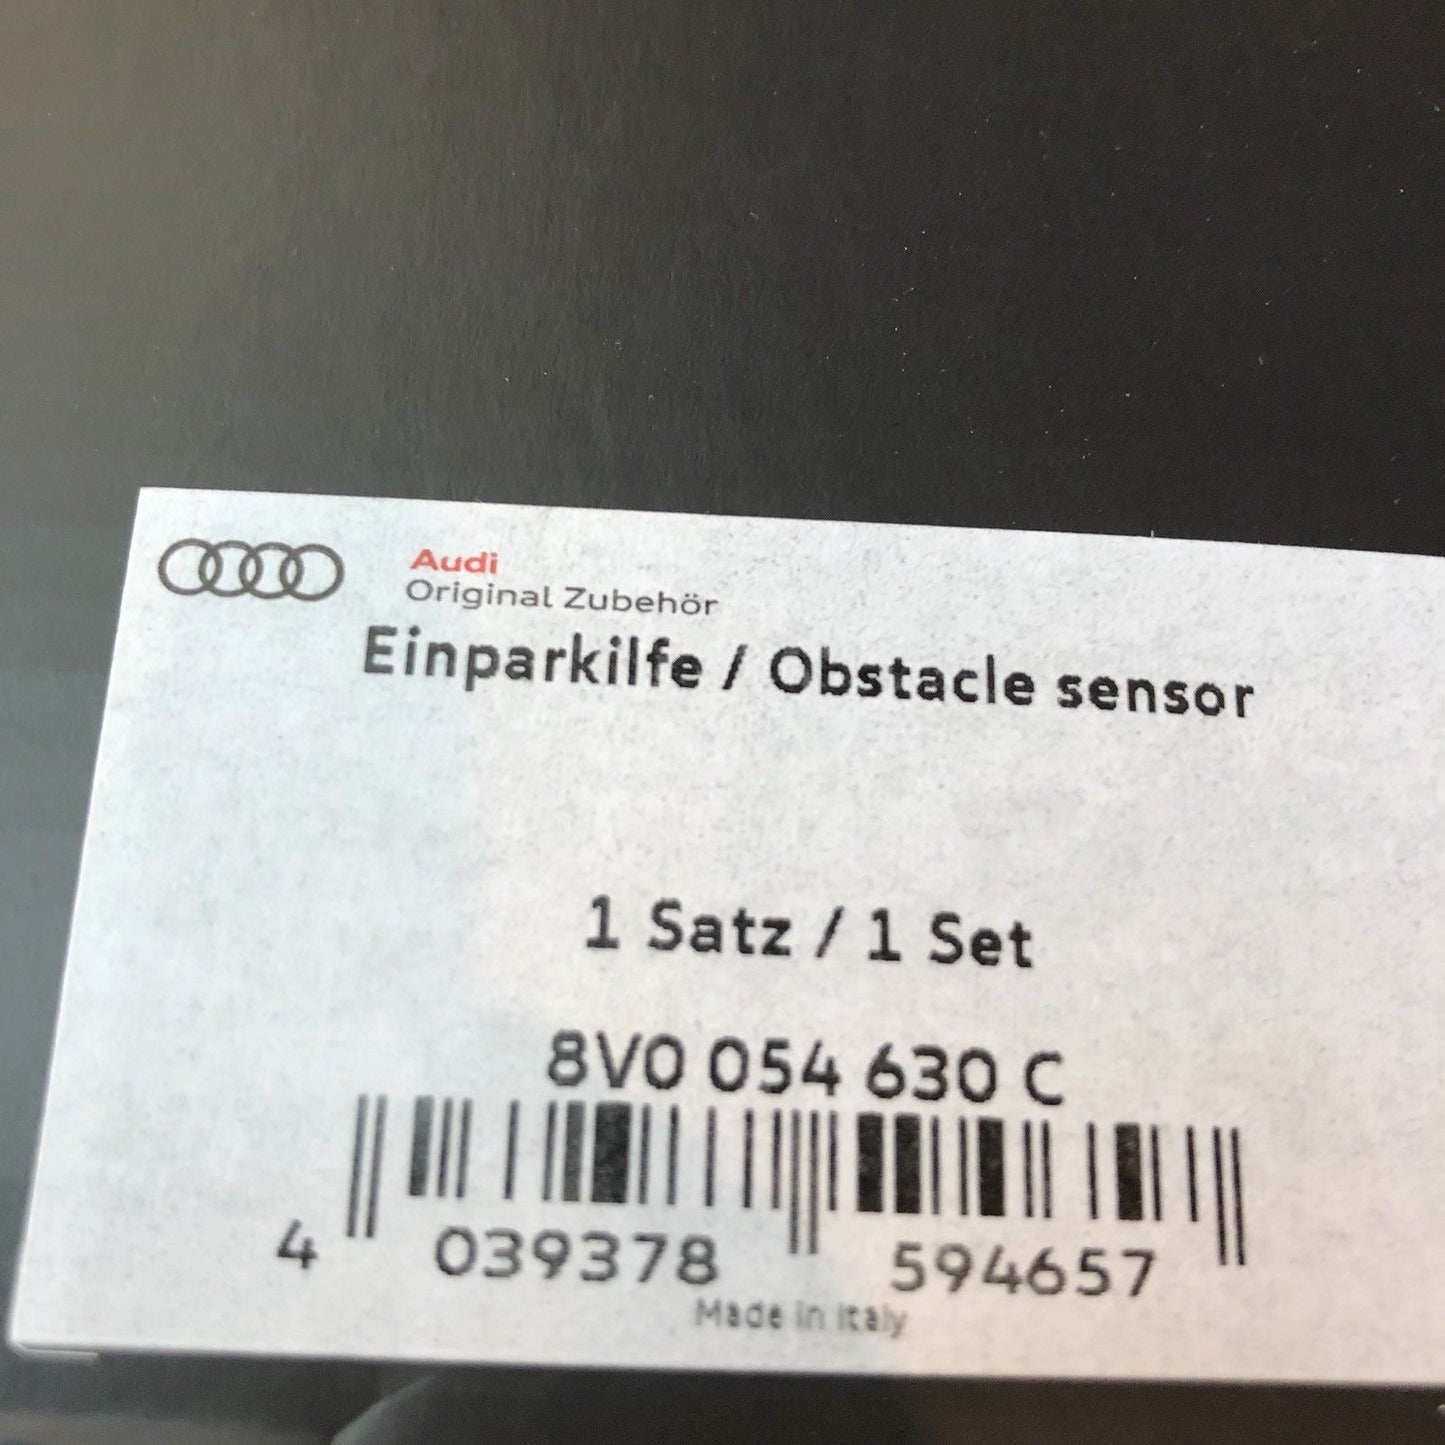 Audi
Original Zubehör
Einparkilfe / Obstacle sensor
1 Satz / 1 Set
8V0 054 630 C
4 039378 594657
Made in Italy